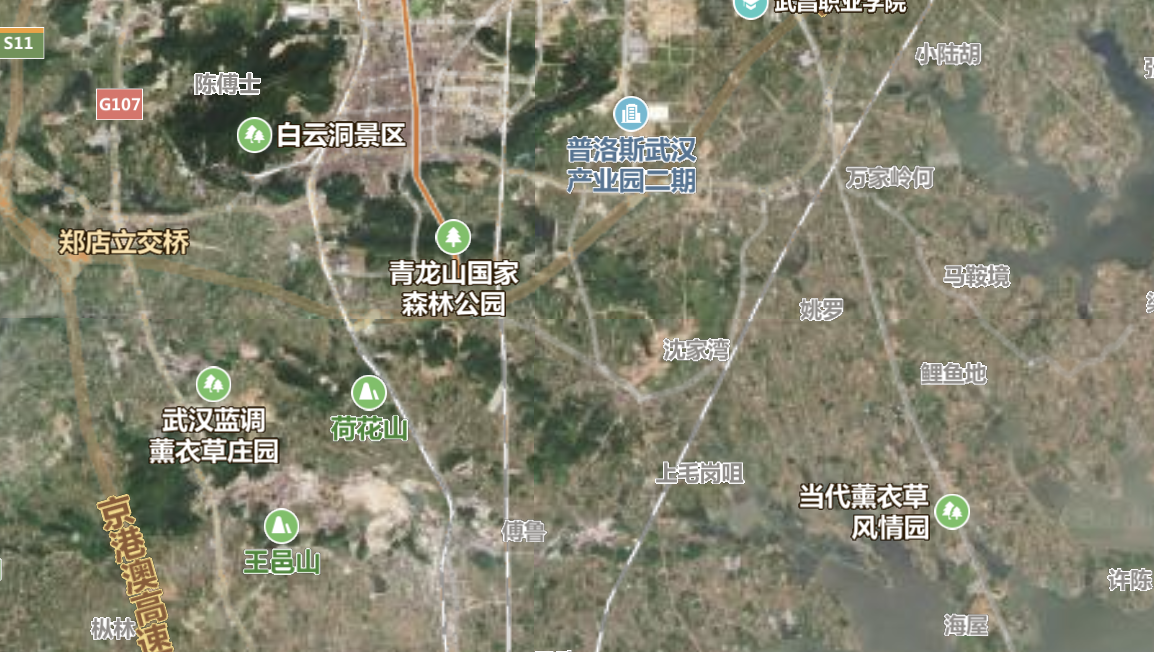 武昌职业学院
S11
小陆胡
陈傅士
G107
白云洞景区
普洛斯武汉
产业园二期
万家岭何
郑店立交桥
青龙山国家
森林公园
马鞍境
姚罗
沈家湾
鲤鱼地
武汉蓝调
薰衣草庄园
荷花山
上毛岗咀
当代薰衣草
风情园
京港澳高速
傅鲁
王邑山
许陈
枞林
海屋